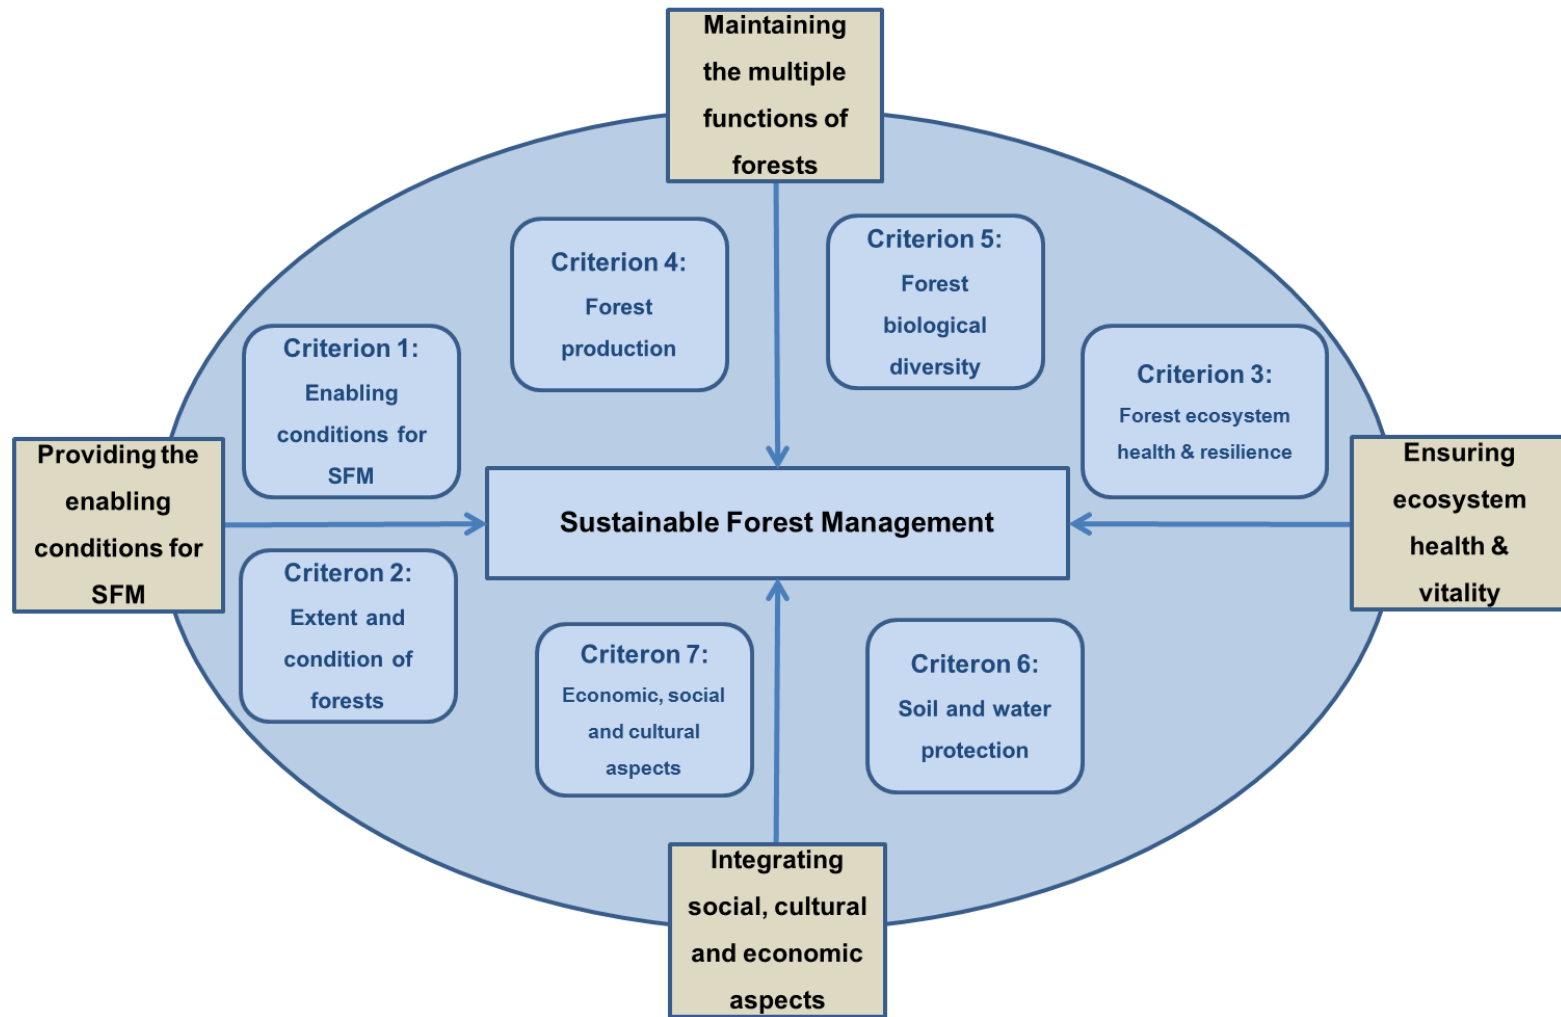 Maintaining
the multiple
functions of
forests
Criterion 4:
Forest
production
Criterion 5:
Forest
biological
diversity
Criterion 1:
Enabling
conditions for
SFM
Criterion 3:
Forest ecosystem
health & resilience
Providing the
enabling
conditions for
SFM
Sustainable Forest Management
Ensuring
ecosystem
health &
vitality
Criteron 2:
Extent and
condition of
forests
Criteron 7:
Economic, social
and cultural
aspects
Criteron 6:
Soil and water
protection
Integrating
social, cultural
and economic
aspects